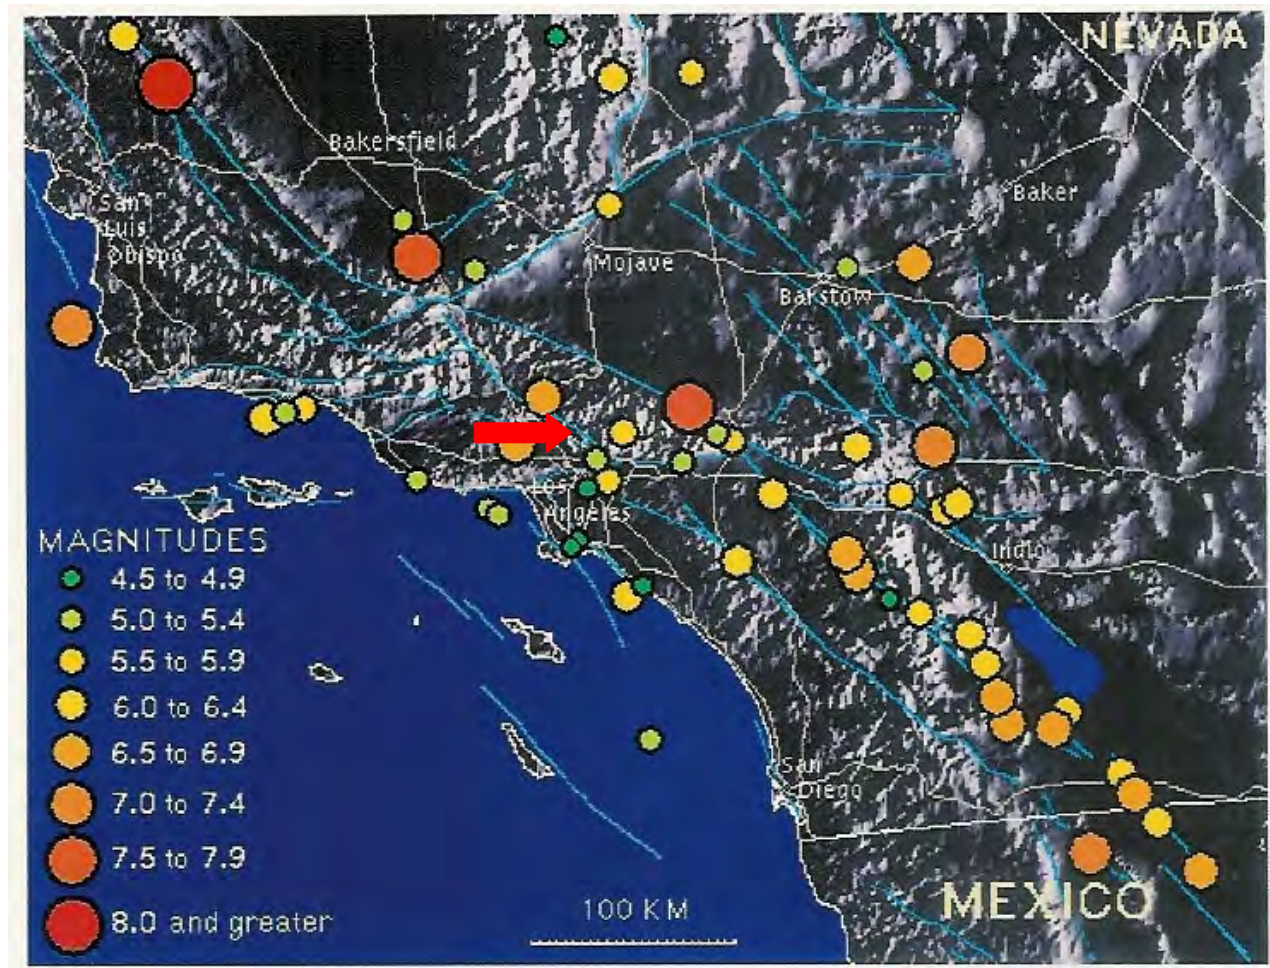 NEVADA
Bakersfield
Baker
San
Luis
Obispo
Mojave
Barstow
Los
Angeles
MAGNITUDES
4.5 to 4.9
5.0 to 5.4
5.5 to 5.9
6.0 to 6.4
6.5 to 6.9
7.0 to 7.4
7.5 to 7.9
8.0 and greater
Indio
San
Diego
100 KM
MEXICO